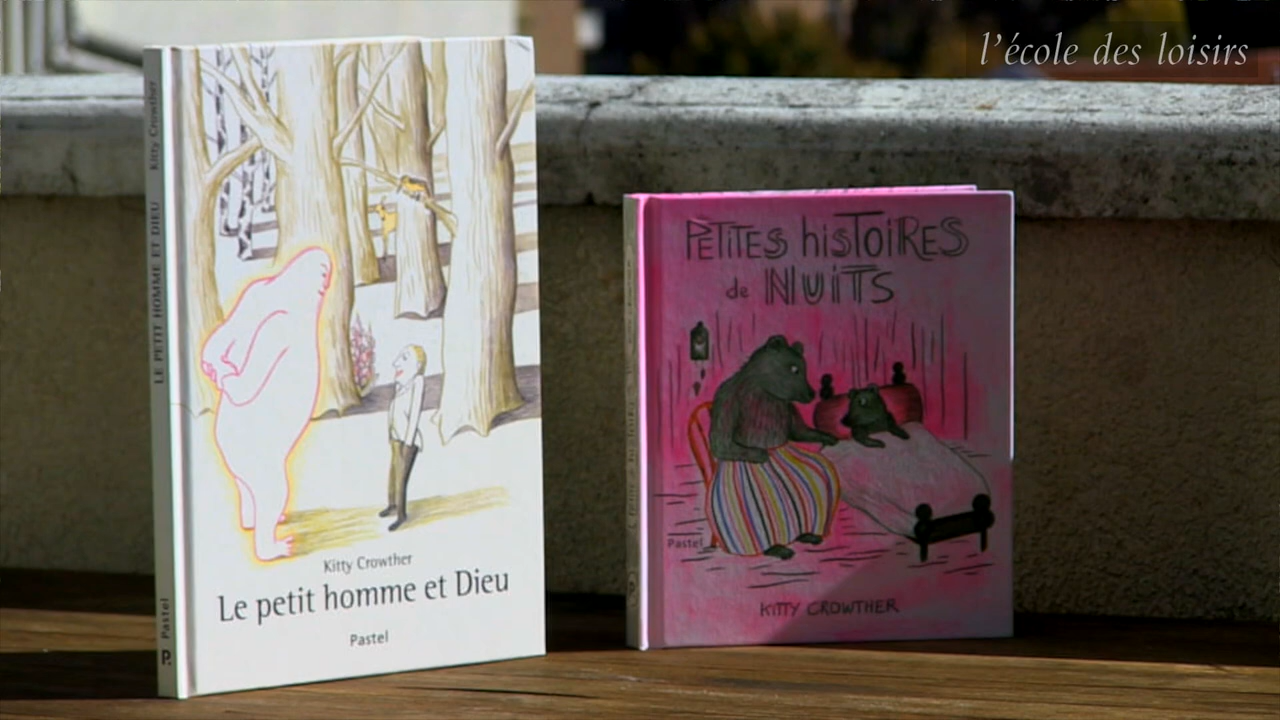 l'école des loisirs
Kitty Crowther
LE PETIT HOMME ET DIEU
Pastel
Kitty Crowther
Le petit homme et Dieu
Pastel
PETITES hiSTOIRES
de NUiTS
Pastel
KITTY CROWTHER